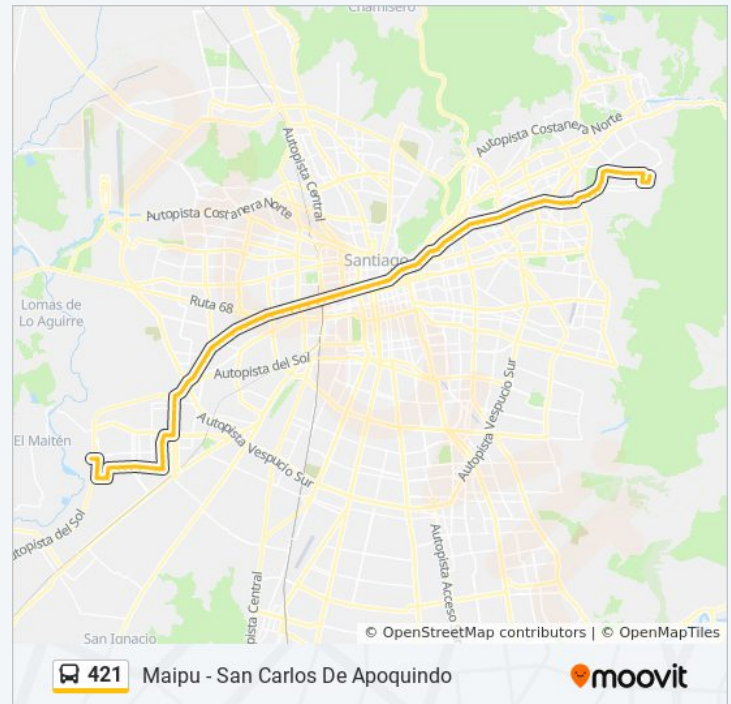 Chamisero
Autopista Costanera Norte
Autopista Central
Autopista Costanera Norte
Santiago
Lomas de
Lo Aguirre
Ruta 68
Autopista del Sol
Autopista Vespucio Sur
El Maitén
Autopista Vespucio Sur
utopista del Sol
Autopista Acceso S
pista Central
San Ignacio
© OpenStreetMap contributors | © OpenMapTiles
421 Maipu - San Carlos De Apoquindo
moovit